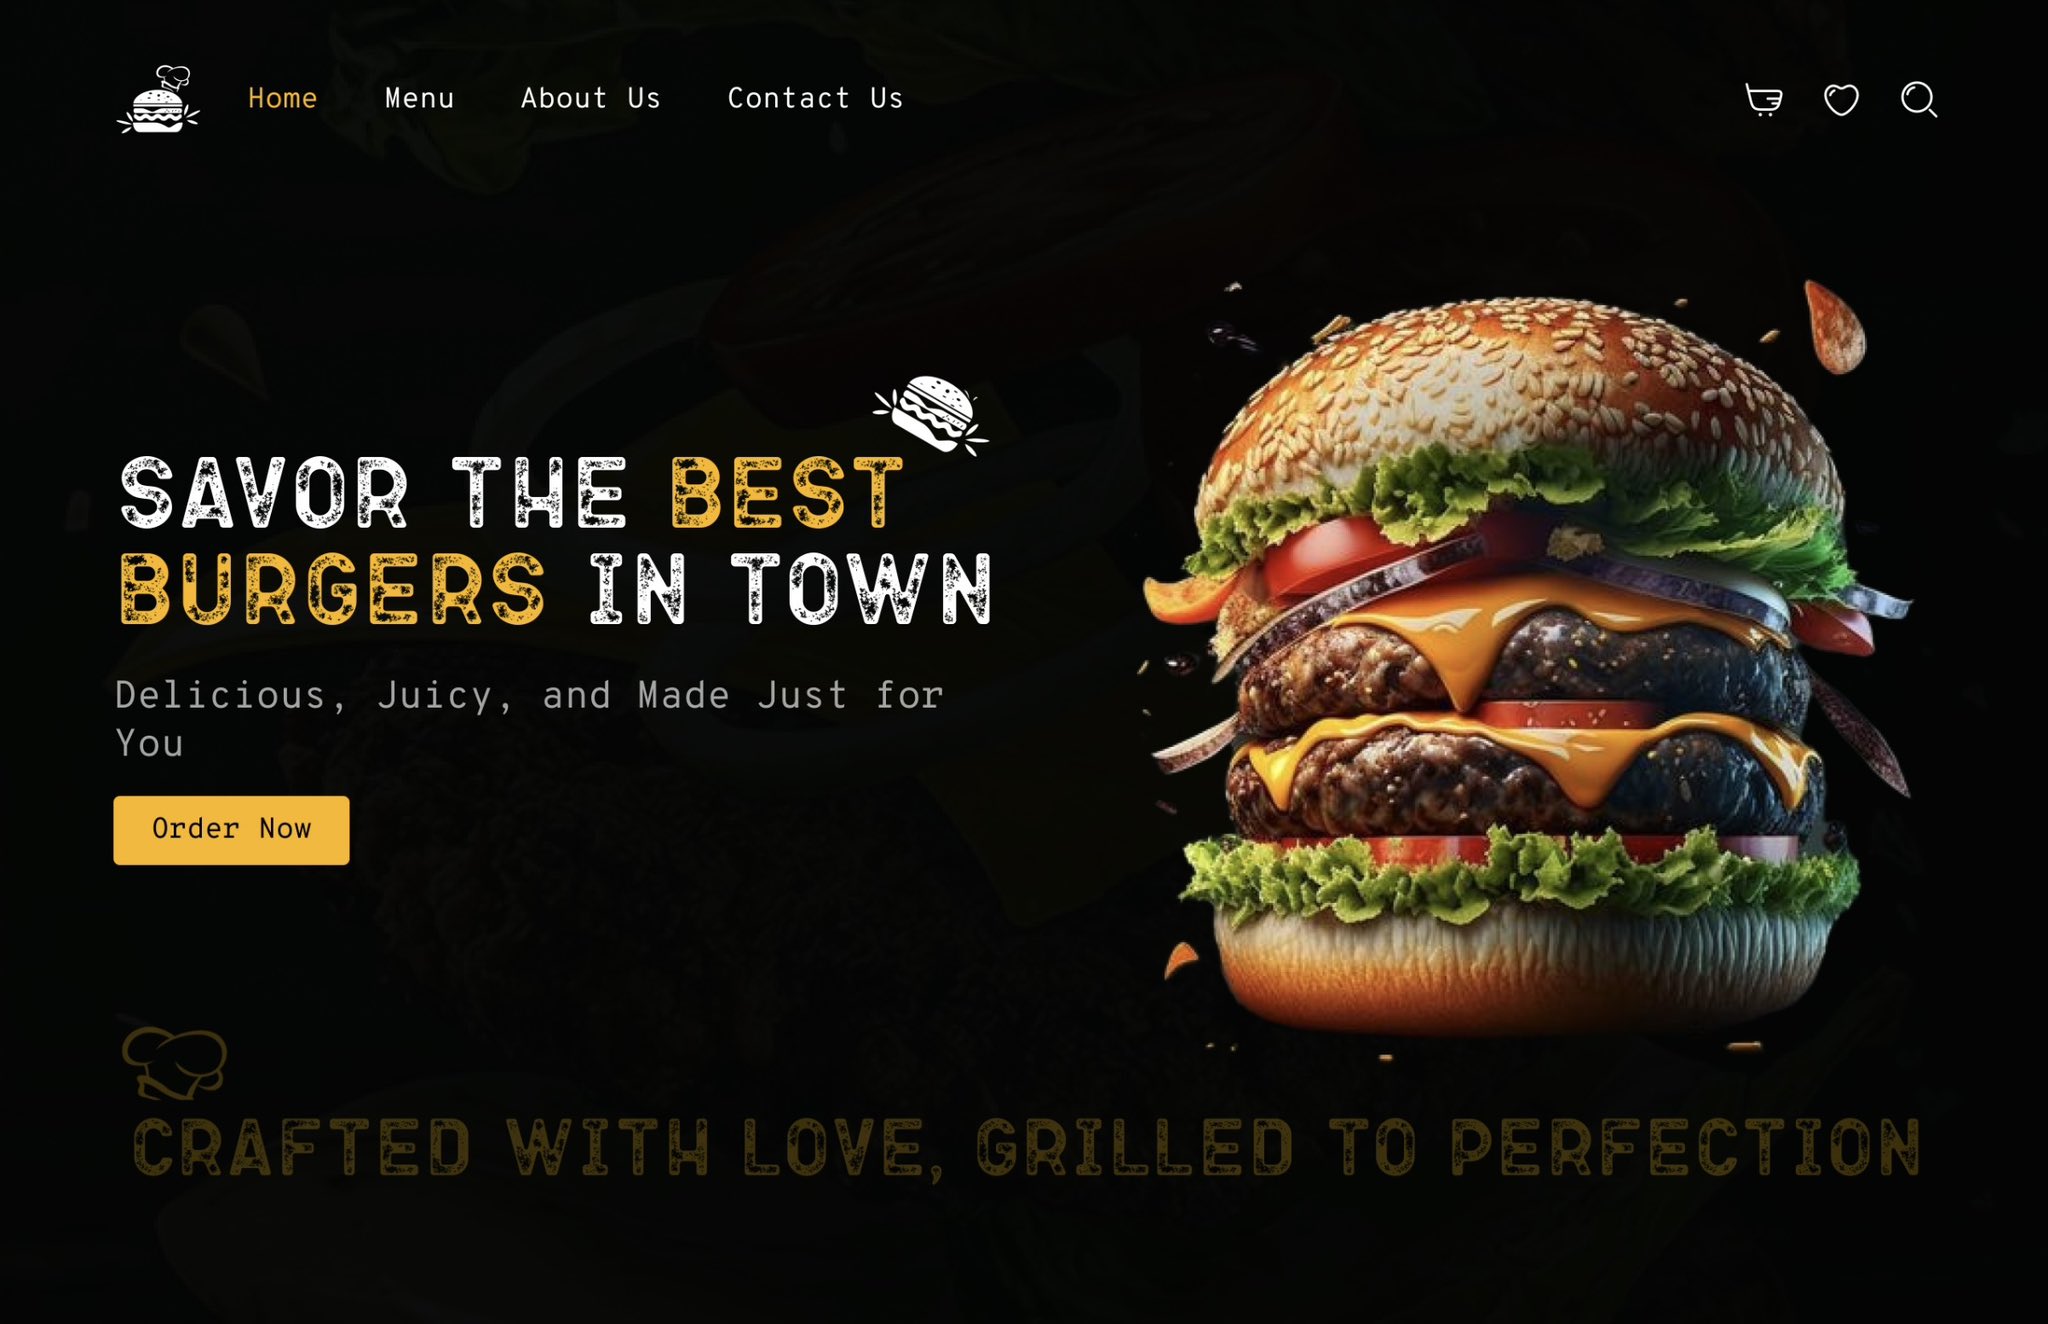 Home
Menu
About Us
Contact Us
SAVOR THE BEST
BURGERS IN TOWN
Delicious, Juicy, and Made Just for
You
Order Now
CRAFTED WITH LOVE, GRILLED TO PERFECTION